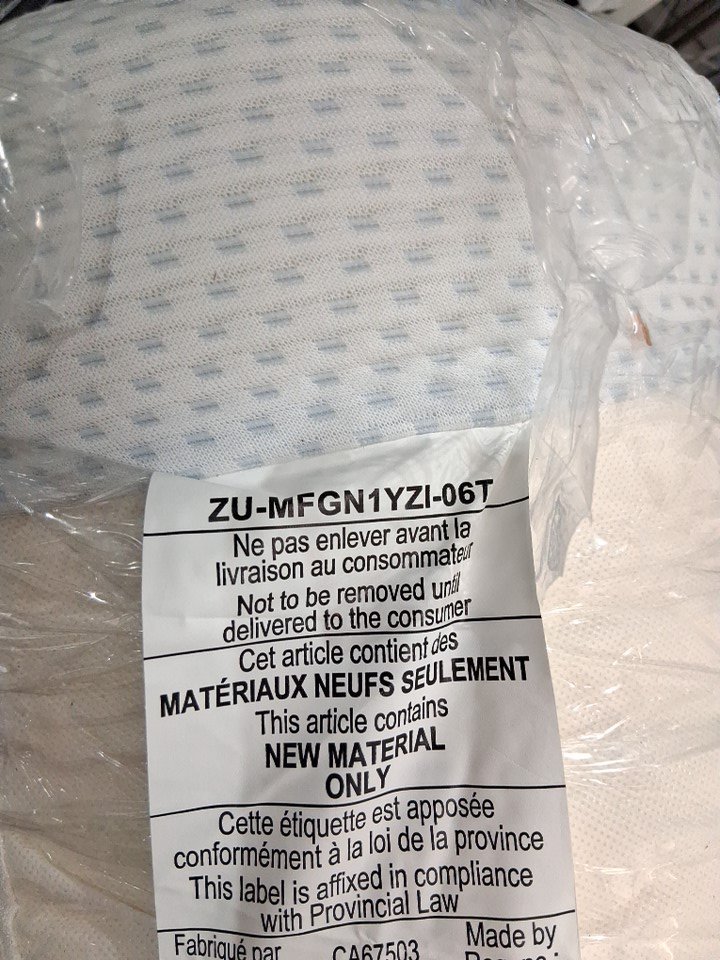 ZU-MFGN1YZI-06T
Ne pas enlever avant la
livraison au consommateur
Not to be removed until
delivered to the consumer
Cet article contient des
MATÉRIAUX NEUFS SEULEMENT
This article contains
NEW MATERIAL
ONLY
Cette étiquette est apposée
conformément à la loi de la province
This label is affixed in compliance
with Provincial Law
Fabriqué par CA67503 Made by